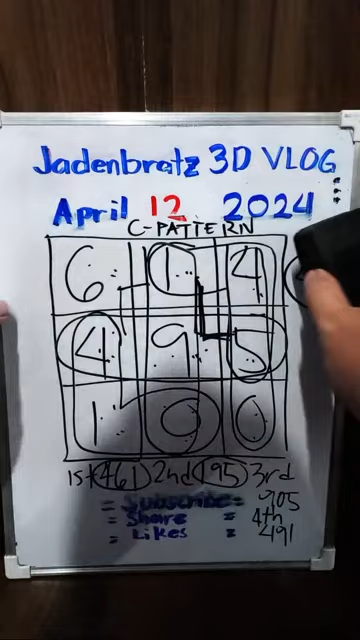 Jadenbratz 3D VLOG
April 12 2024
C-PATTERN
6 1 4
4 9 5
1 0 0
1st 461 2nd 195 3rd
905
= Subscribe =
= Share = 4th
= Likes = 491